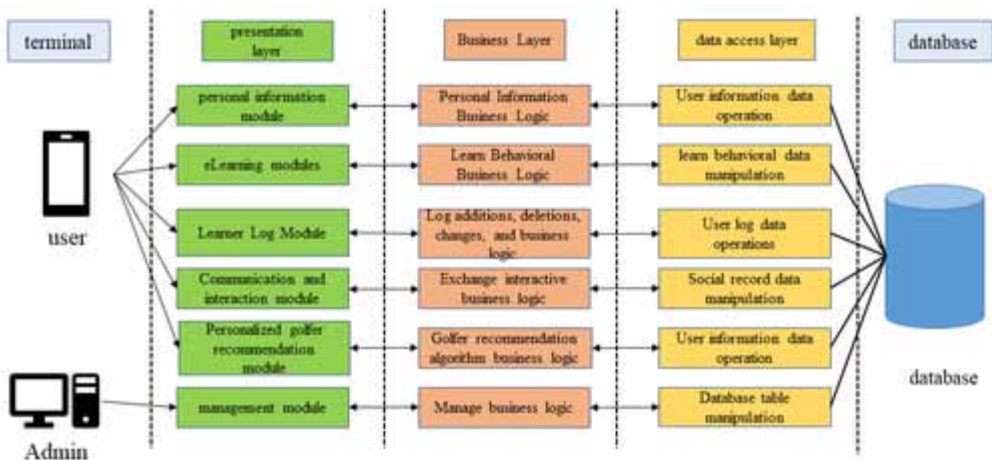 terminal
presentation
layer
Business Layer
data access layer
database
personal information
module
Personal Information
Business Logic
User information data
operation
eLearning modules
Learn Behavioral
Business Logic
learn behavioral data
manipulation
user
Learner Log Module
Log additions, deletions,
changes, and business
logic
User log data
operations
Communication and
interaction module
Exchange interactive
business logic
Social record data
manipulation
Personalized golfer
recommendation
module
Golfer recommendation
algorithm business logic
User information data
operation
database
management module
Manage business logic
Database table
manipulation
Admin